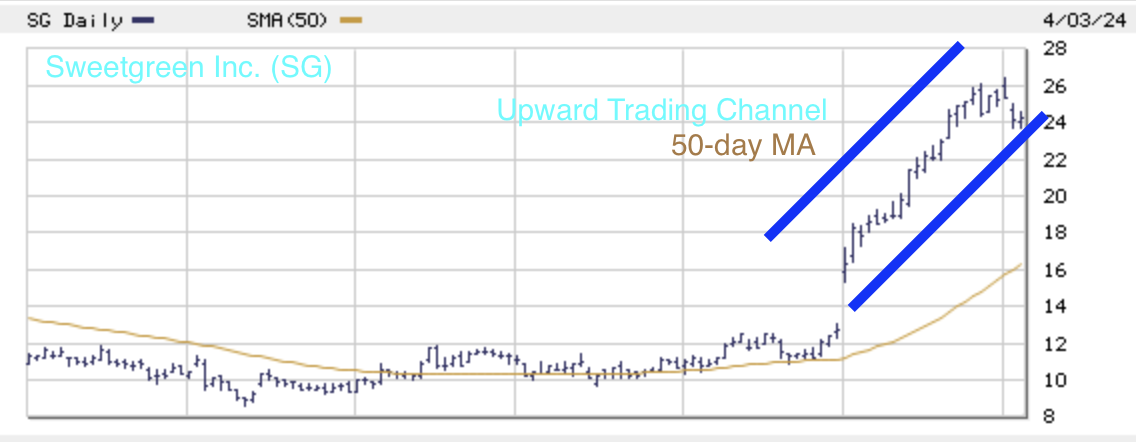 SG Daily SMA(50) 4/03/24
Sweetgreen Inc. (SG)
Upward Trading Channel
50-day MA
28
26
24
22
20
18
16
14
12
10
8